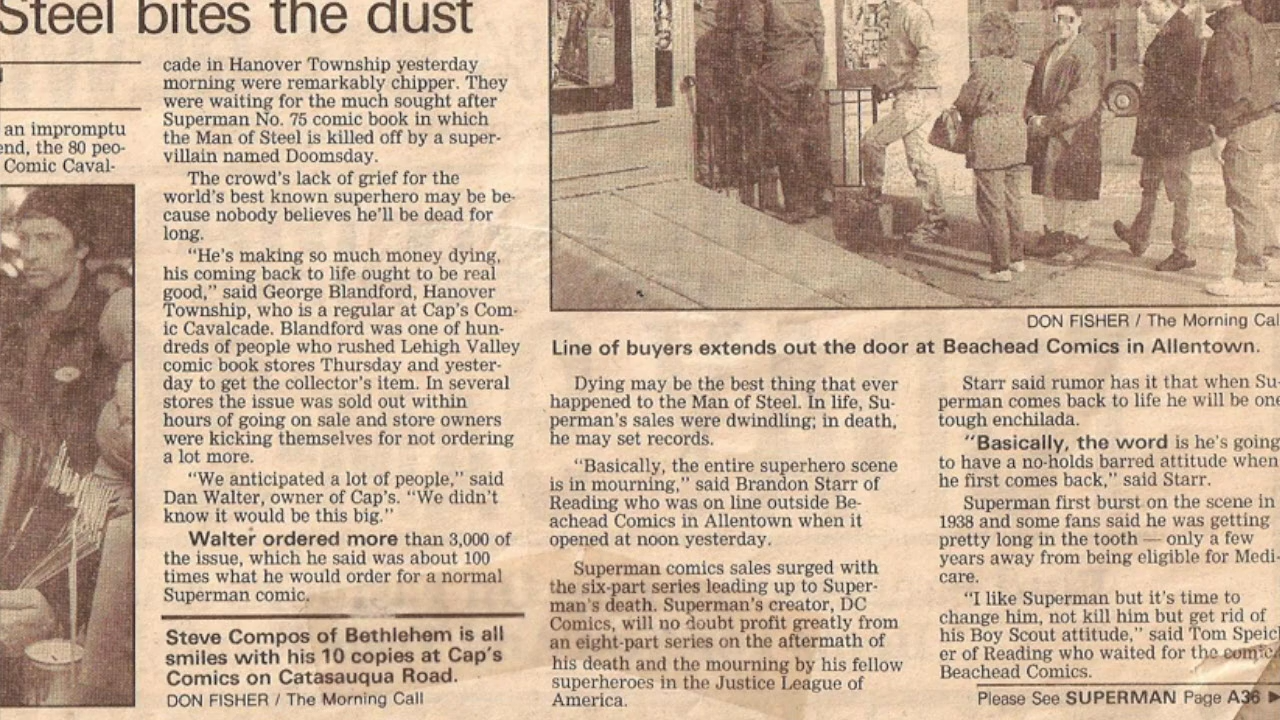 Steel bites the dust
an impromptu
end, the 80 peo-
Comic Caval-
cade in Hanover Township yesterday
morning were remarkably chipper. They
were waiting for the much sought after
Superman No. 75 comic book in which
the Man of Steel is killed off by a super-
villain named Doomsday.
The crowd's lack of grief for the
world's best known superhero may be be-
cause nobody believes he'll be dead for
long.
"He's making so much money dying,
his coming back to life ought to be real
good," said George Blandford, Hanover
Township, who is a regular at Cap's Com-
ic Cavalcade. Blandford was one of hun-
dreds of people who rushed Lehigh Valley
comic book stores Thursday and yester-
day to get the collector's item. In several
stores the issue was sold out within
hours of going on sale and store owners
were kicking themselves for not ordering
a lot more.
"We anticipated a lot of people," said
Dan Walter, owner of Cap's. "We didn't
know it would be this big."
Walter ordered more than 3,000 of
the issue, which he said was about 100
times what he would order for a normal
Superman comic.
Steve Compos of Bethlehem is all
smiles with his 10 copies at Cap's
Comics on Catasauqua Road.
DON FISHER / The Morning Call
DON FISHER / The Morning Cal
Line of buyers extends out the door at Beachead Comics in Allentown.
Dying may be the best thing that ever
happened to the Man of Steel. In life, Su-
perman's sales were dwindling; in death,
he may set records.
"Basically, the entire superhero scene
is in mourning," said Brandon Starr of
Reading who was on line outside Be-
achead Comics in Allentown when it
opened at noon yesterday.
Superman comics sales surged with
the six-part series leading up to Super-
man's death. Superman's creator, DC
Comics, will no doubt profit greatly from
an eight-part series on the aftermath of
his death and the mourning by his fellow
superheroes in the Justice League of
America.
Starr said rumor has it that when Su-
perman comes back to life he will be one
tough enchilada.
"Basically, the word is he's going
to have a no-holds barred attitude when
he first comes back," said Starr.
Superman first burst on the scene in
1938 and some fans said he was getting
pretty long in the tooth — only a few
years away from being eligible for Medi-
care.
"I like Superman but it's time to
change him, not kill him but get rid of
his Boy Scout attitude," said Tom Speich
er of Reading who waited for the comic
Beachead Comics.
Please See SUPERMAN Page A36